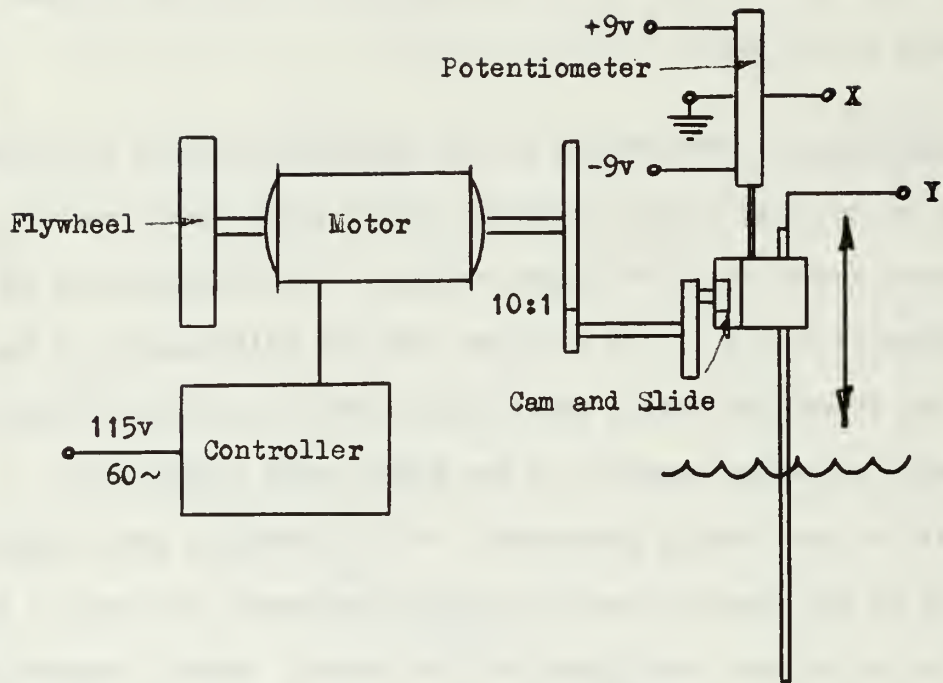 +9v
Potentiometer
X
-9v
Y
Flywheel
Motor
10:1
Cam and Slide
115v
60~
Controller